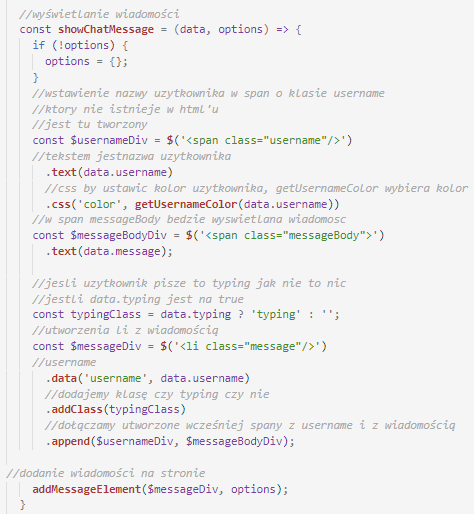 //wyświetlanie wiadomości
const showChatMessage = (data, options) => {
if (!options) {
options = {};
}
//wstawienie nazwy uzytkownika w span o klasie username
//ktory nie istnieje w html'u
//jest tu tworzony
const $usernameDiv = $('<span class="username"/>')
//tekstem jestnazwa uzytkownika
.text(data.username)
//css by ustawic kolor uzytkownika, getUsernameColor wybiera kolor
.css('color', getUsernameColor(data.username))
//w span messageBody bedzie wyswietlana wiadomosc
const $messageBodyDiv = $('<span class="messageBody">')
.text(data.message);
//jesli uzytkownik pisze to typing jak nie to nic
//jestli data.typing jest na true
const typingClass = data.typing ? 'typing' : '';
//utworzenia li z wiadomością
const $messageDiv = $('<li class="message"/>')
//username
.data('username', data.username)
//dodajemy klasę czy typing czy nie
.addClass(typingClass)
//dołączamy utworzone wcześniej spany z username i z wiadomością
.append($usernameDiv, $messageBodyDiv);
//dodanie wiadomości na stronie
addMessageElement($messageDiv, options);
}